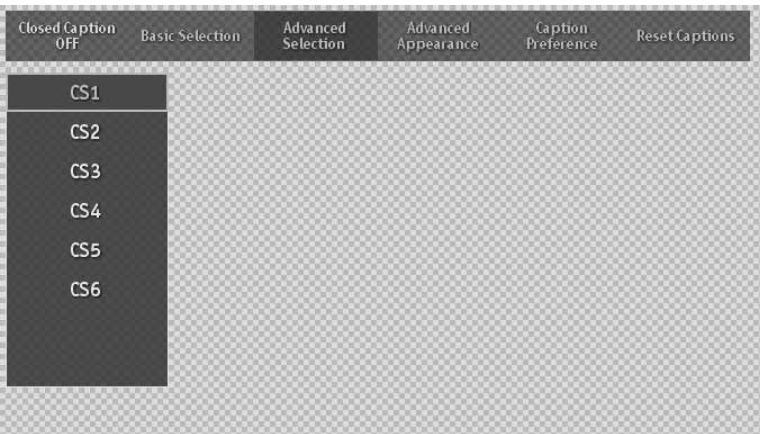 Closed Caption
OFF
Basic Selection
Advanced
Selection
Advanced
Appearance
Caption
Preference
Reset Captions
CS1
CS2
CS3
CS4
CS5
CS6